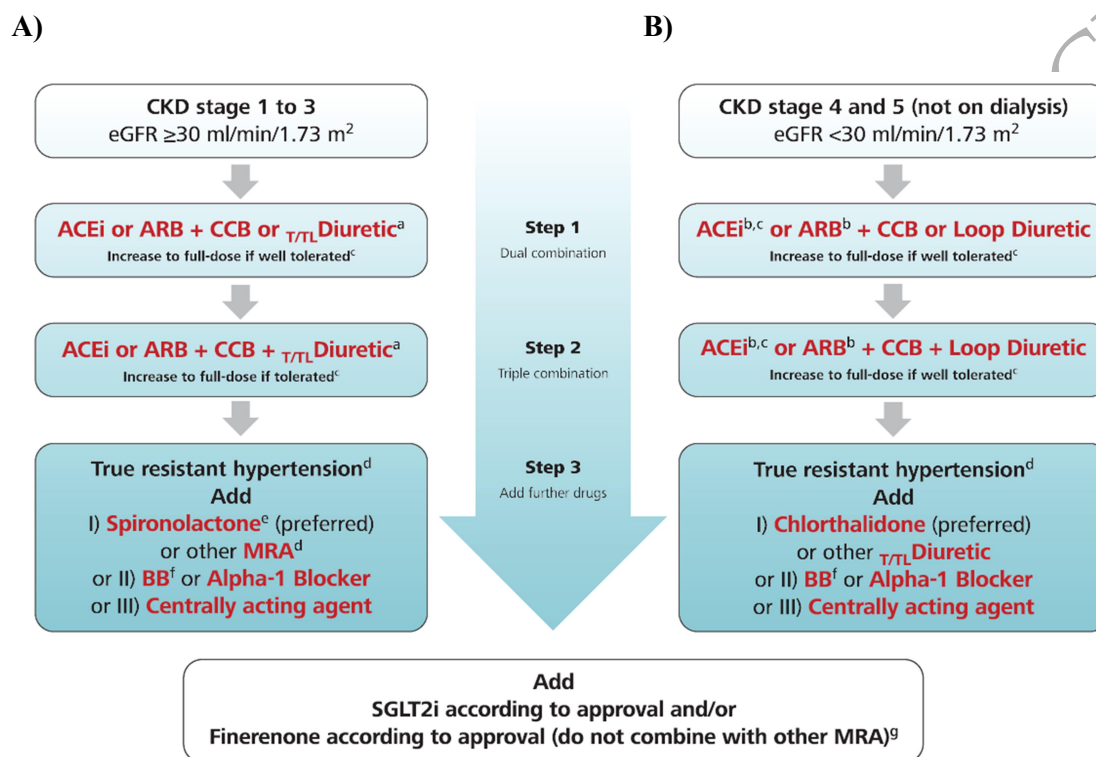 A)
B)
CKD stage 1 to 3
eGFR ≥30 ml/min/1.73 m²
ACEi or ARB + CCB or T/TLDiureticᵃ
Increase to full-dose if well toleratedᶜ
ACEi or ARB + CCB + T/TLDiureticᵃ
Increase to full-dose if toleratedᶜ
True resistant hypertensionᵈ
Add
I) Spironolactoneᵉ (preferred)
or other MRAᵈ
or II) BBᶠ or Alpha-1 Blocker
or III) Centrally acting agent
Step 1
Dual combination
Step 2
Triple combination
Step 3
Add further drugs
CKD stage 4 and 5 (not on dialysis)
eGFR <30 ml/min/1.73 m²
ACEiᵇ,ᶜ or ARBᵇ + CCB or Loop Diuretic
Increase to full-dose if well toleratedᶜ
ACEiᵇ,ᶜ or ARBᵇ + CCB + Loop Diuretic
Increase to full-dose if well toleratedᶜ
True resistant hypertensionᵈ
Add
I) Chlorthalidone (preferred)
or other T/TLDiuretic
or II) BBᶠ or Alpha-1 Blocker
or III) Centrally acting agent
Add
SGLT2i according to approval and/or
Finerenone according to approval (do not combine with other MRA)ᵍ